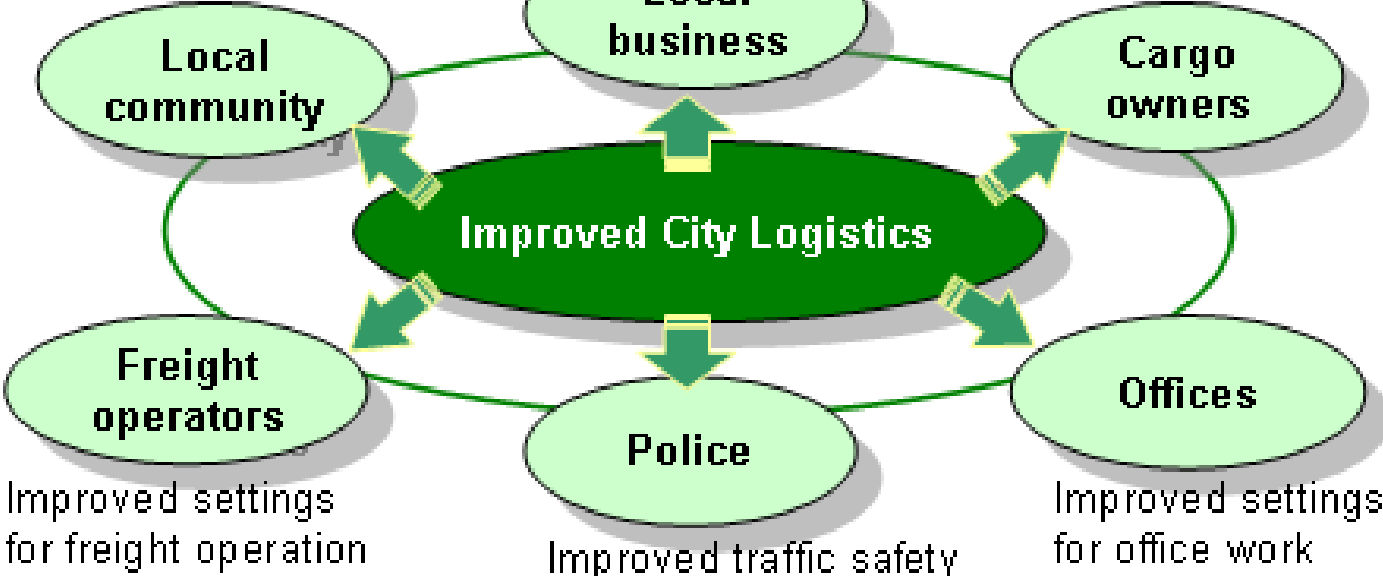 Local
business
Local
community
Cargo
owners
Improved City Logistics
Freight
operators
Police
Offices
Improved settings
for freight operation
Improved traffic safety
Improved settings
for office work